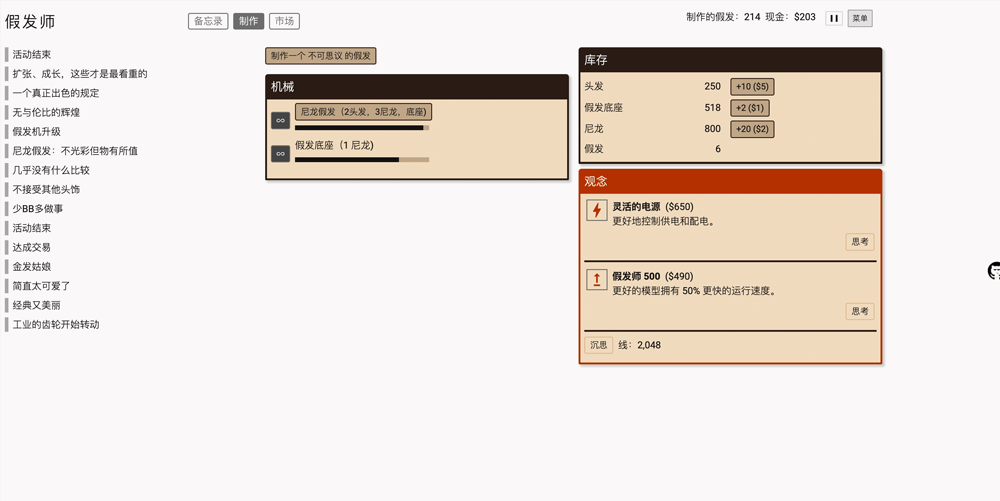 假发师
备忘录 制作 市场
制作的假发：214 现金：$203 菜单
活动结束
扩张、成长，这些才是最看重的
一个真正出色的规定
无与伦比的辉煌
假发机升级
尼龙假发：不光彩但物有所值
几乎没有什么比较
不接受其他头饰
少BB多做事
活动结束
达成交易
金发姑娘
简直太可爱了
经典又美丽
工业的齿轮开始转动
制作一个 不可思议 的假发
机械
∞ 尼龙假发（2头发，3尼龙，底座)
∞ 假发底座（1 尼龙)
库存
头发 250 +10 ($5)
假发底座 518 +2 ($1)
尼龙 800 +20 ($2)
假发 6
观念
灵活的电源 ($650)
更好地控制供电和配电。
思考
假发师 500 ($490)
更好的模型拥有 50% 更快的运行速度。
思考
沉思 线：2,048